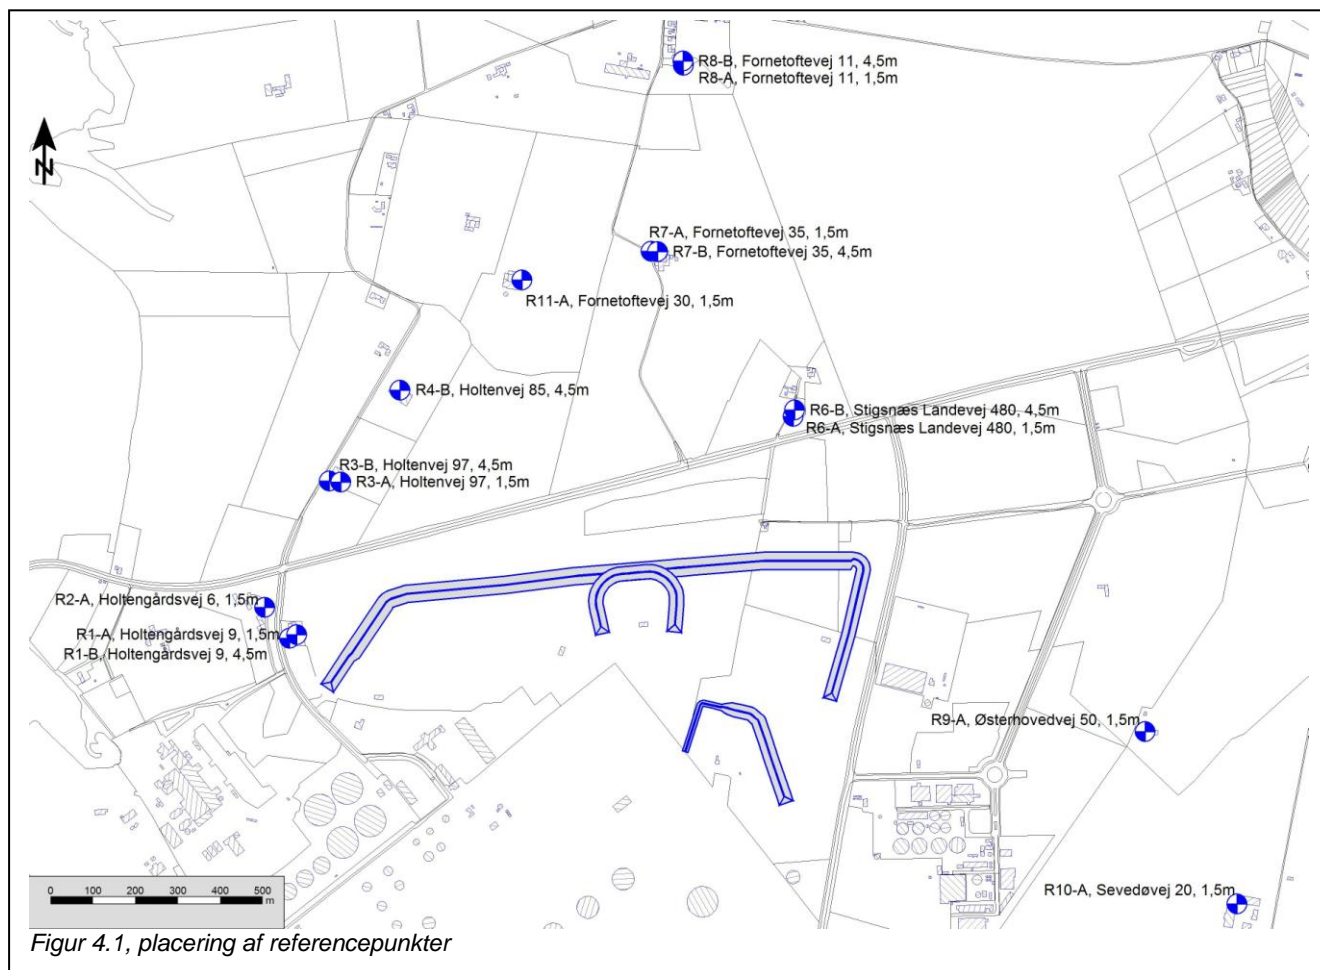 R8-B, Fornetoftevej 11, 4,5m
R8-A, Fornetoftevej 11, 1,5m
N
R7-A, Fornetoftevej 35, 1,5m
R7-B, Fornetoftevej 35, 4,5m
R11-A, Fornetoftevej 30, 1,5m
R4-B, Holtenvej 85, 4,5m
R6-B, Stigsnæs Landevej 480, 4,5m
R6-A, Stigsnæs Landevej 480, 1,5m
R3-B, Holtenvej 97, 4,5m
R3-A, Holtenvej 97, 1,5m
R2-A, Holtengårdsvej 6, 1,5m
R1-A, Holtengårdsvej 9, 1,5m
R1-B, Holtengårdsvej 9, 4,5m
R9-A, Østerhovedvej 50, 1,5m
R10-A, Sevedøvej 20, 1,5m
0 100 200 300 400 500
m
Figur 4.1, placering af referencepunkter